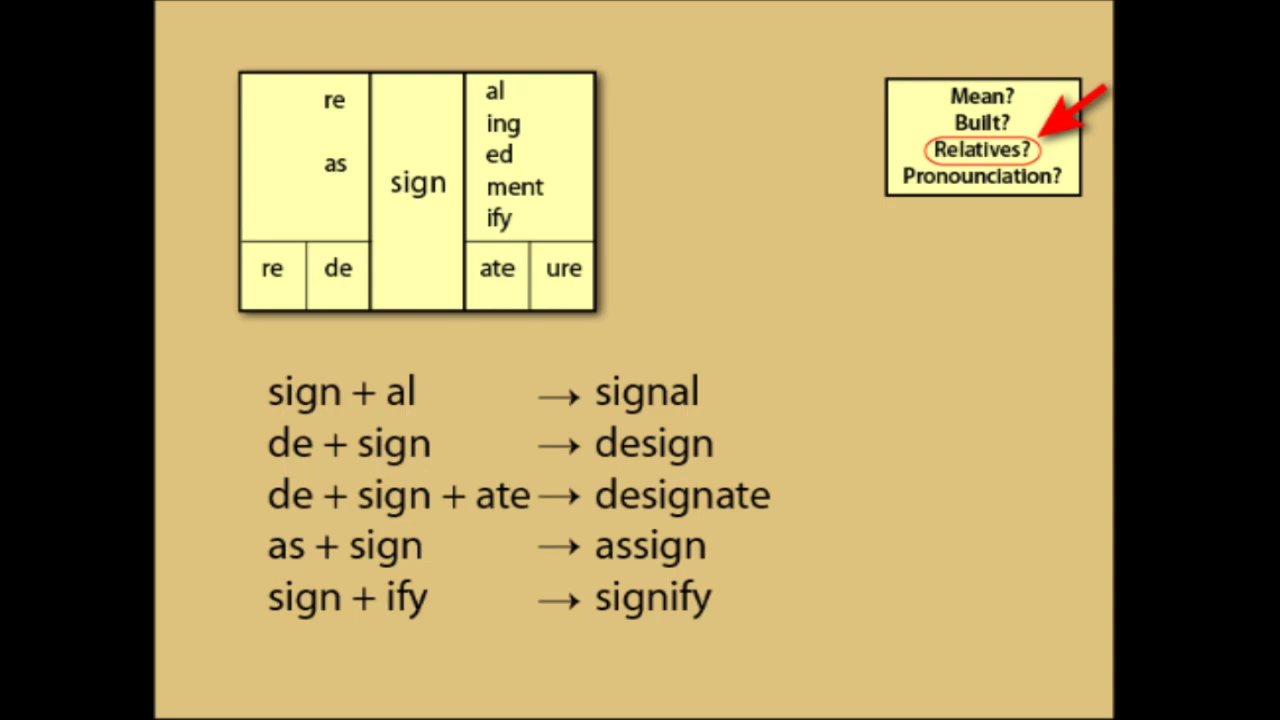 re
as
sign
al
ing
ed
ment
ify
re de
ate ure
Mean?
Built?
Relatives?
Pronounciation?
sign + al → signal
de + sign → design
de + sign + ate → designate
as + sign → assign
sign + ify → signify